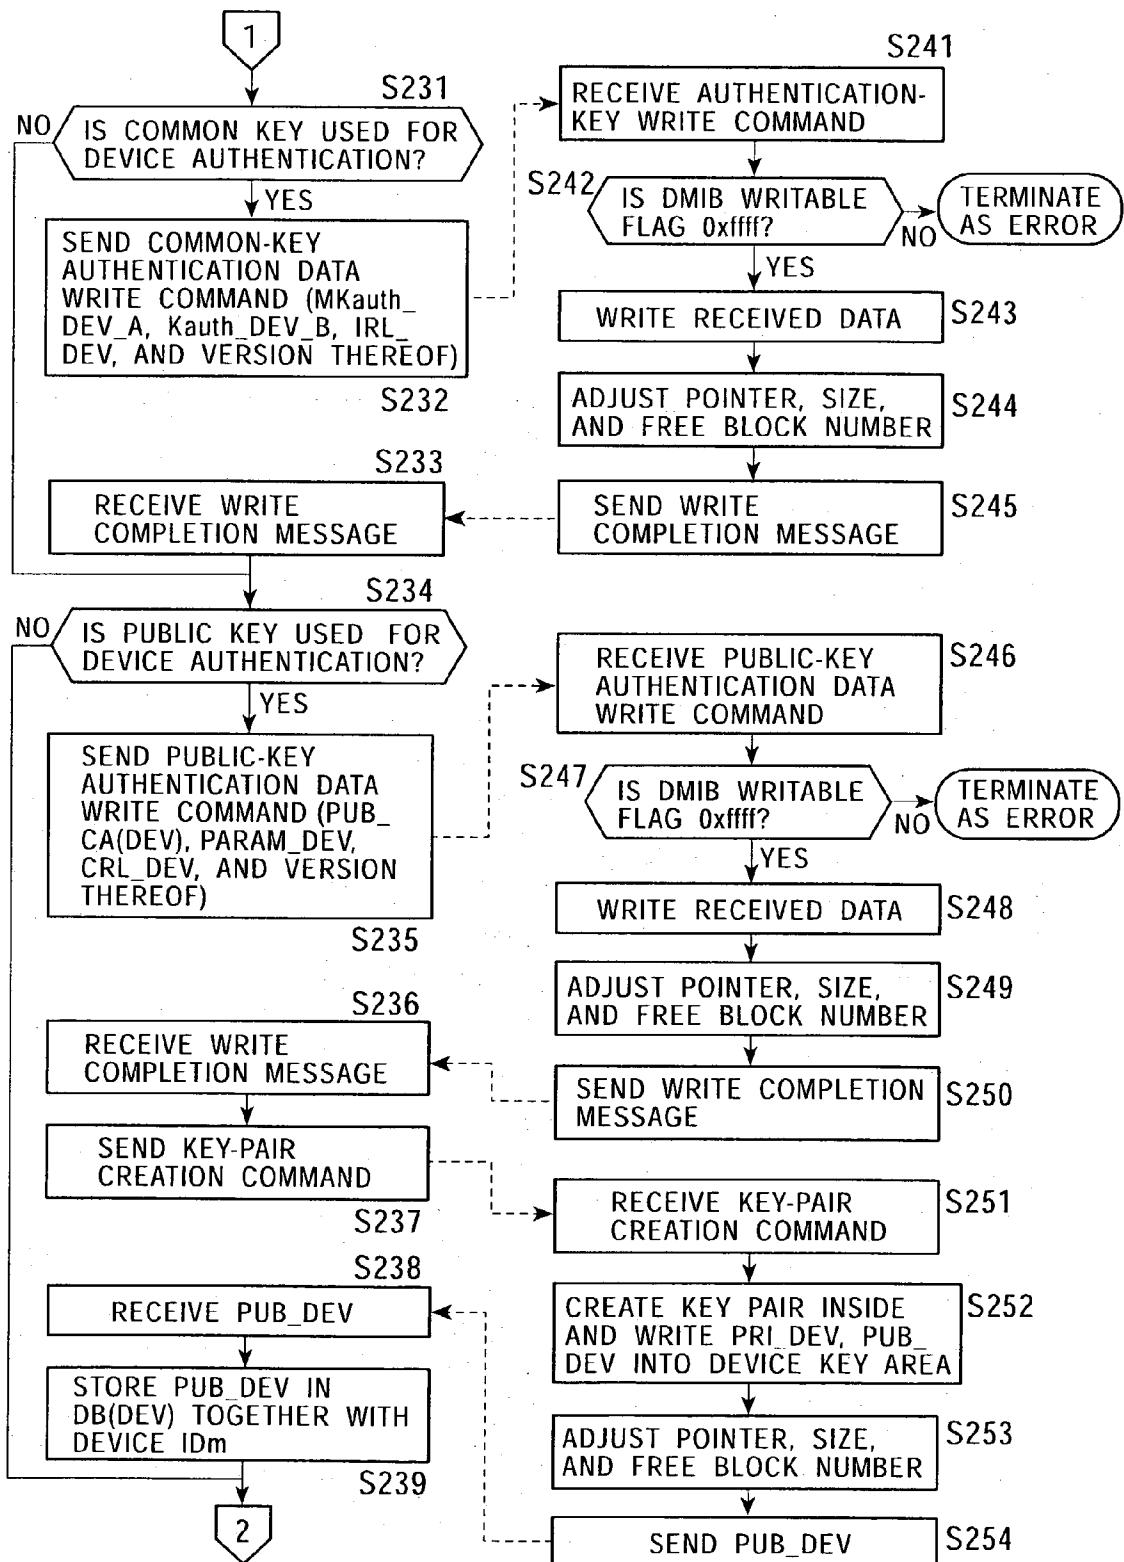 1
S231
NO
IS COMMON KEY USED FOR
DEVICE AUTHENTICATION?
YES
SEND COMMON-KEY
AUTHENTICATION DATA
WRITE COMMAND (MKauth_
DEV_A, Kauth_DEV_B, IRL_
DEV, AND VERSION THEREOF)
S232
S233
RECEIVE WRITE
COMPLETION MESSAGE
S234
NO
IS PUBLIC KEY USED FOR
DEVICE AUTHENTICATION?
YES
SEND PUBLIC-KEY
AUTHENTICATION DATA
WRITE COMMAND (PUB_
CA(DEV), PARAM_DEV,
CRL_DEV, AND VERSION
THEREOF)
S235
S236
RECEIVE WRITE
COMPLETION MESSAGE
SEND KEY-PAIR
CREATION COMMAND
S237
S238
RECEIVE PUB_DEV
STORE PUB_DEV IN
DB(DEV) TOGETHER WITH
DEVICE IDm
S239
2
S241
RECEIVE AUTHENTICATION-
KEY WRITE COMMAND
S242
IS DMIB WRITABLE
FLAG 0xffff?
NO
TERMINATE
AS ERROR
YES
WRITE RECEIVED DATA
S243
ADJUST POINTER, SIZE,
AND FREE BLOCK NUMBER
S244
SEND WRITE
COMPLETION MESSAGE
S245
RECEIVE PUBLIC-KEY
AUTHENTICATION DATA
WRITE COMMAND
S246
S247
IS DMIB WRITABLE
FLAG 0xffff?
NO
TERMINATE
AS ERROR
YES
WRITE RECEIVED DATA
S248
ADJUST POINTER, SIZE,
AND FREE BLOCK NUMBER
S249
SEND WRITE COMPLETION
MESSAGE
S250
RECEIVE KEY-PAIR
CREATION COMMAND
S251
CREATE KEY PAIR INSIDE
AND WRITE PRI_DEV, PUB_
DEV INTO DEVICE KEY AREA
S252
ADJUST POINTER, SIZE,
AND FREE BLOCK NUMBER
S253
SEND PUB_DEV
S254